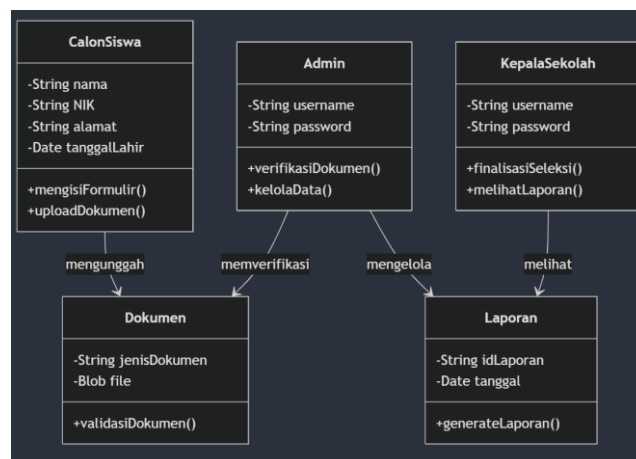 CalonSiswa
-String nama
-String NIK
-String alamat
-Date tanggalLahir
+mengisiFormulir()
+uploadDokumen()
Admin
-String username
-String password
+verifikasiDokumen()
+kelolaData()
KepalaSekolah
-String username
-String password
+finalisasiSeleksi()
+melihatLaporan()
mengunggah
memverifikasi
mengelola
melihat
Dokumen
-String jenisDokumen
-Blob file
+validasiDokumen()
Laporan
-String idLaporan
-Date tanggal
+generateLaporan()